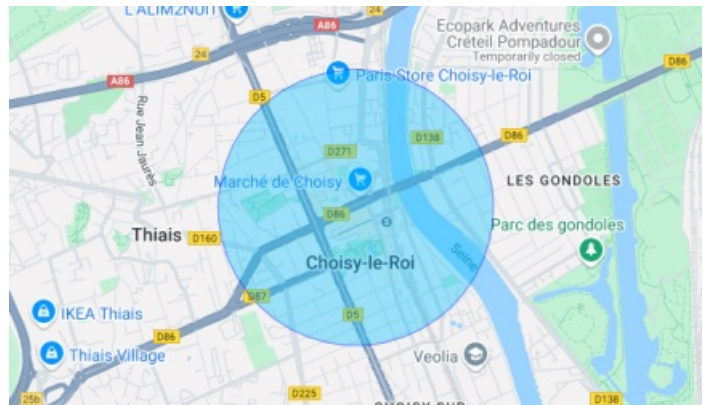 L'ALIM2NUIT
24
A86
Ecopark Adventures
Créteil Pompadour
Temporarily closed
24
A86
D86
Rue Jean Jaurès
D5
Paris Store Choisy-le-Roi
D271
D138
D86
Marché de Choisy
LES GONDOLES
D86
Parc des gondoles
Thiais
D160
Seine
Choisy-le-Roi
D87
IKEA Thiais
D5
D86
Thiais Village
Veolia
25b
D225
D138
CHOISY SUD